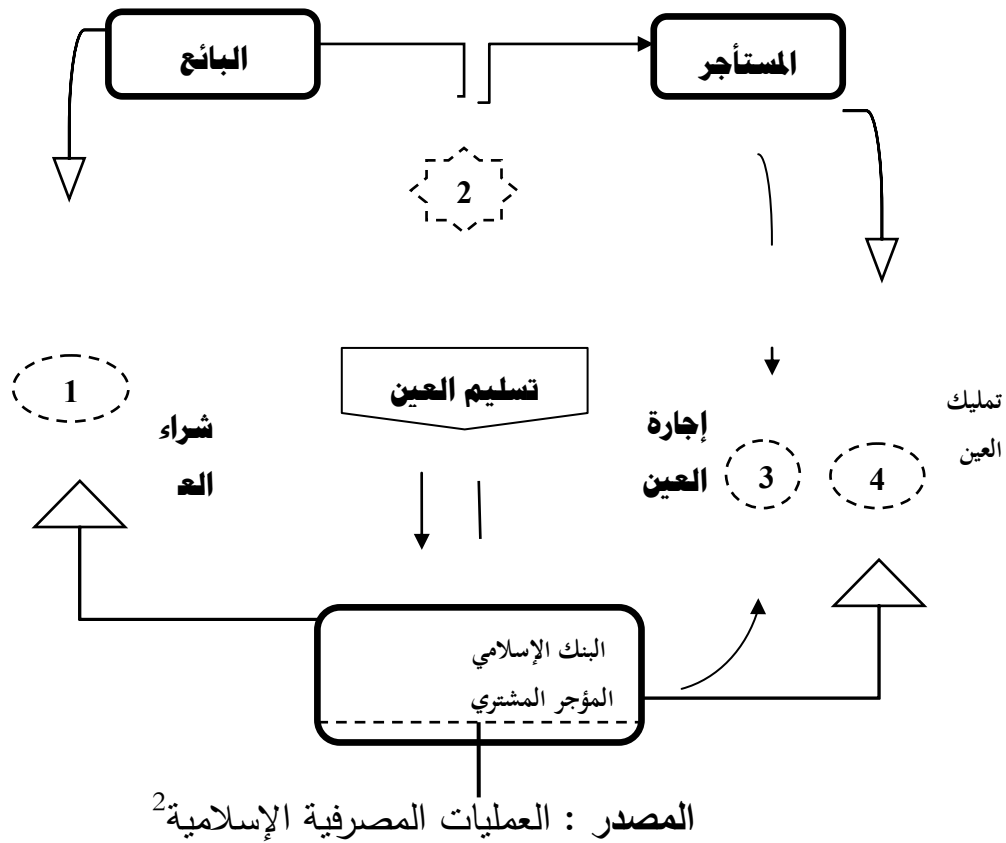 المستأجر
البائع
2
تسليم العين
1
شراء
العـ
إجارة
العين
3
4
تمليك
العين
البنك الإسلامي
المؤجر المشتري
المصدر : العمليات المصرفية الإسلامية2